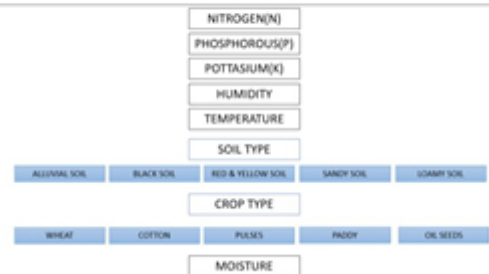 NITROGEN(N)
PHOSPHOROUS(P)
POTTASIUM(K)
HUMIDITY
TEMPERATURE
SOIL TYPE
ALLUVIAL SOIL BLACK SOIL RED & YELLOW SOIL SANDY SOIL LOAMY SOIL
CROP TYPE
WHEAT COTTON PULSES PADDY OIL SEEDS
MOISTURE